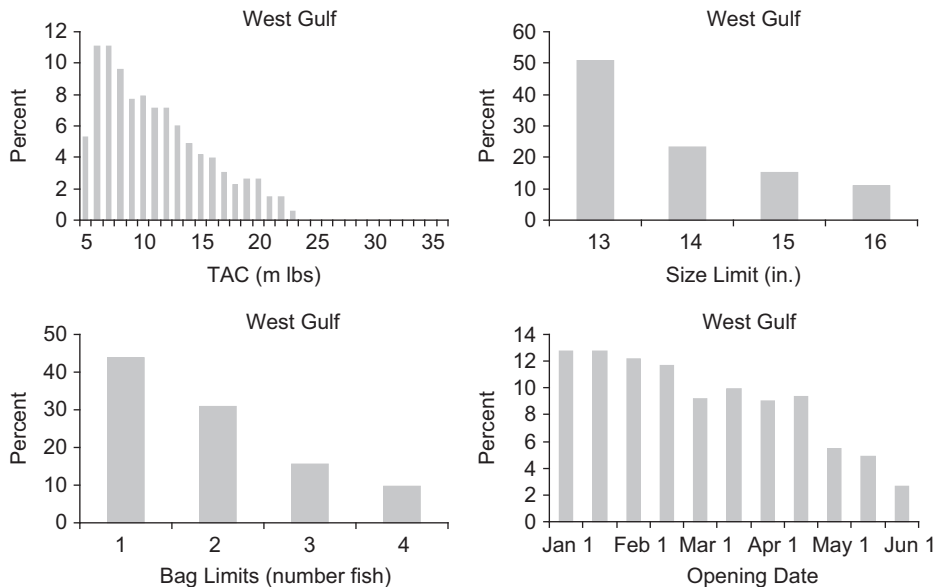 West Gulf
12
10
8
6
4
2
0
Percent
5 10 15 20 25 30 35
TAC (m lbs)
West Gulf
60
50
40
30
20
10
0
Percent
13 14 15 16
Size Limit (in.)
West Gulf
50
40
30
20
10
0
Percent
1 2 3 4
Bag Limits (number fish)
West Gulf
14
12
10
8
6
4
2
0
Percent
Jan 1 Feb 1 Mar 1 Apr 1 May 1 Jun 1
Opening Date